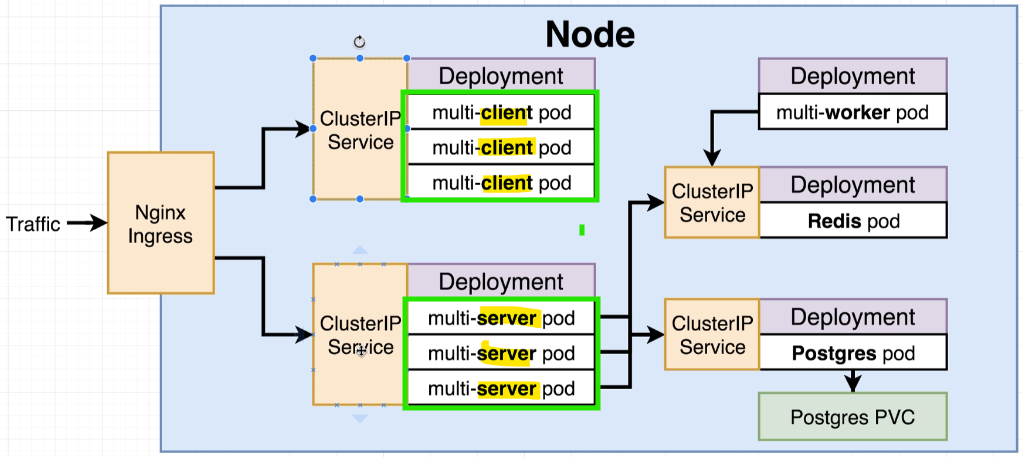 Node
Traffic
Nginx
Ingress
ClusterIP
Service
Deployment
multi-client pod
multi-client pod
multi-client pod
ClusterIP
Service
Deployment
multi-server pod
multi-server pod
multi-server pod
Deployment
multi-worker pod
ClusterIP
Service
Deployment
Redis pod
ClusterIP
Service
Deployment
Postgres pod
Postgres PVC